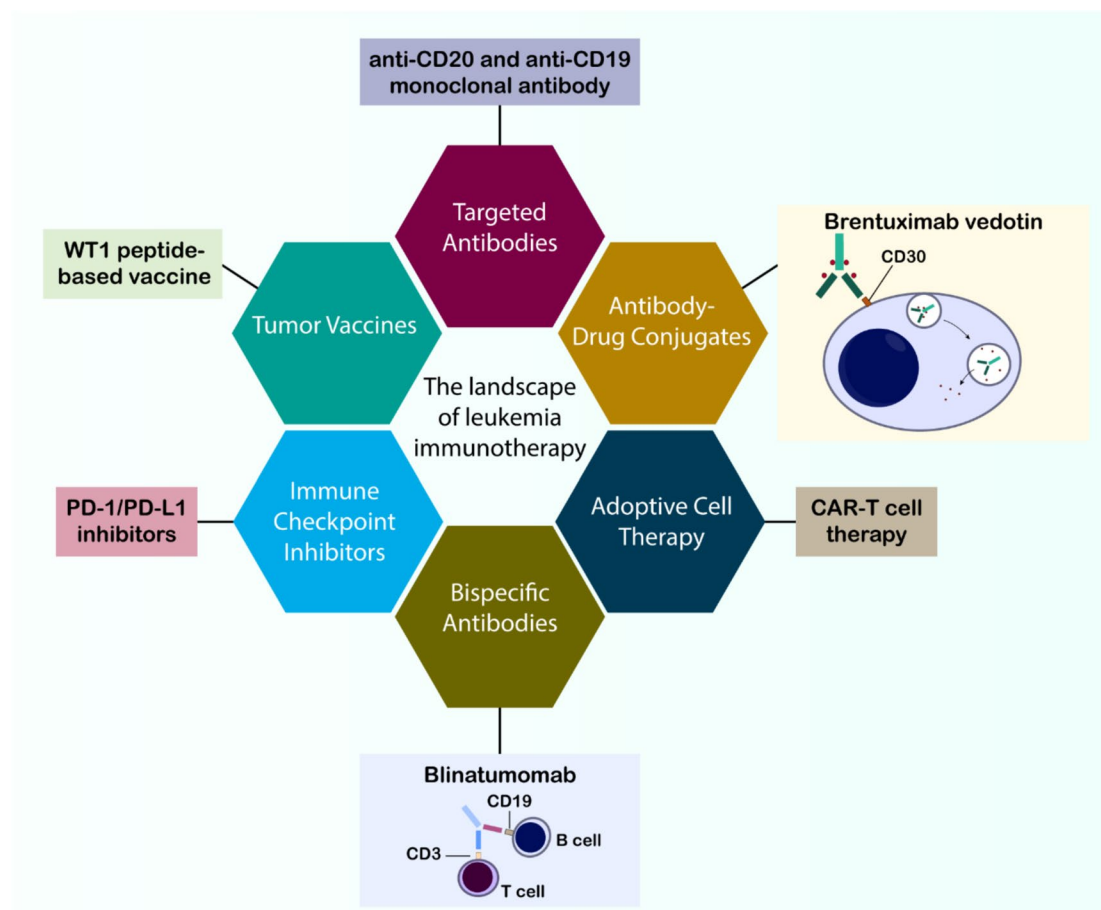 anti-CD20 and anti-CD19
monoclonal antibody
Targeted
Antibodies
Brentuximab vedotin
CD30
WT1 peptide-
based vaccine
Tumor Vaccines
Antibody-
Drug Conjugates
The landscape
of leukemia
immunotherapy
PD-1/PD-L1
inhibitors
Immune
Checkpoint
Inhibitors
Adoptive Cell
Therapy
CAR-T cell
therapy
Bispecific
Antibodies
Blinatumomab
CD19
B cell
CD3
T cell